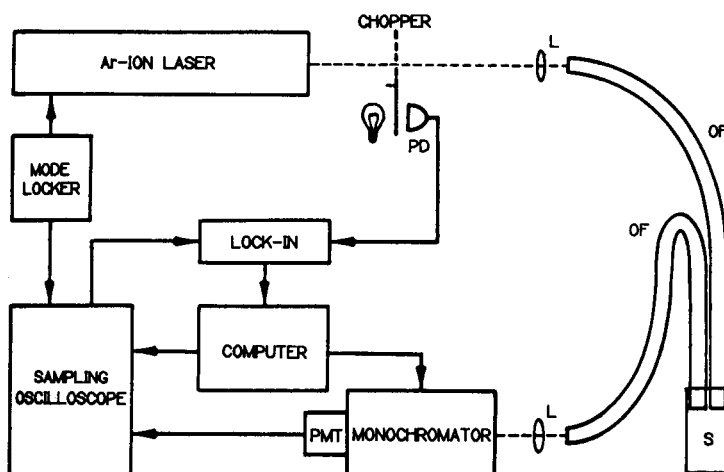 CHOPPER
L
Ar-ION LASER
PD
OF
MODE
LOCKER
OF
LOCK-IN
COMPUTER
SAMPLING
OSCILLOSCOPE
L
PMT
MONOCHROMATOR
S